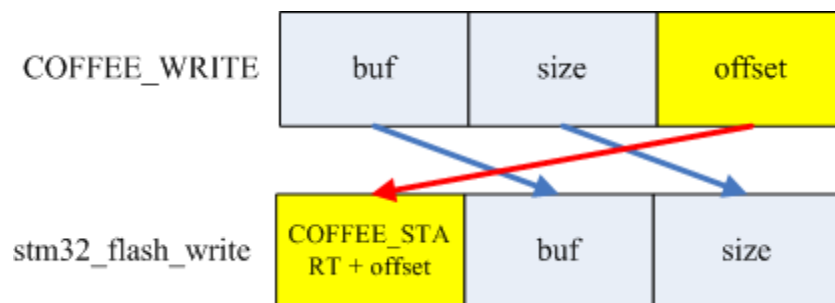 COFFEE_WRITE buf size offset
stm32_flash_write COFFEE_STA buf size
RT + offset